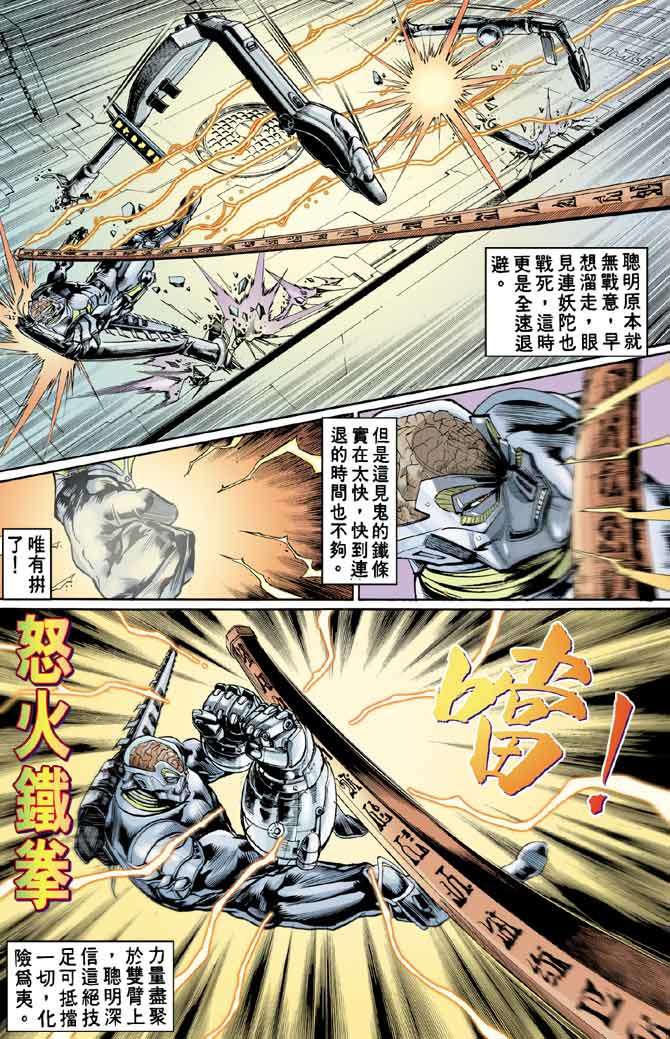 聰明原本就
無戰意，早
想溜走，眼
見連妖陀也
戰死，這時
更是全速退
避。
但是這見鬼的鐵條
實在太快，快到連
退的時間也不夠。
唯有拚
了！
噹！
怒火鐵拳
力量盡聚
於雙臂上
，聰明深
信這絕技
足可抵擋
一切，化
險為夷。